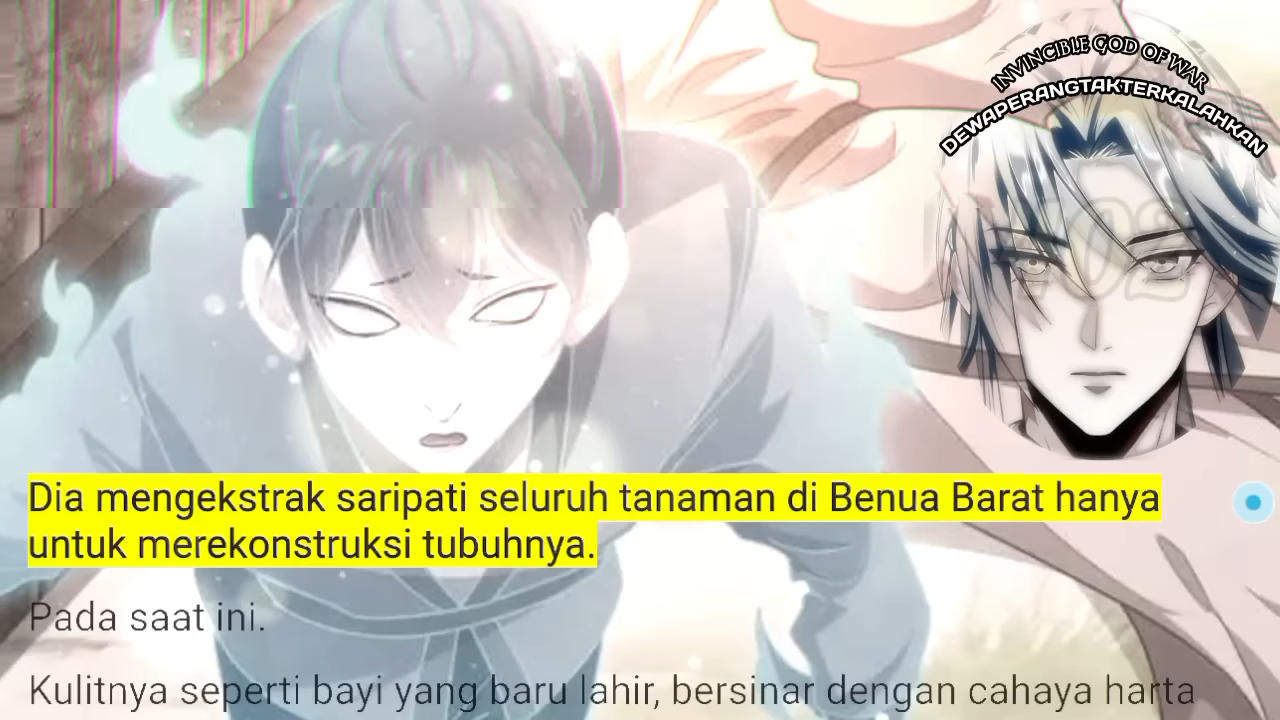 INVINCIBLE GOD OF WAR
DEWAPERANGTAKTERKALAHKAN
Dia mengekstrak saripati seluruh tanaman di Benua Barat hanya
untuk merekonstruksi tubuhnya.
Pada saat ini.
Kulitnya seperti bayi yang baru lahir, bersinar dengan cahaya harta